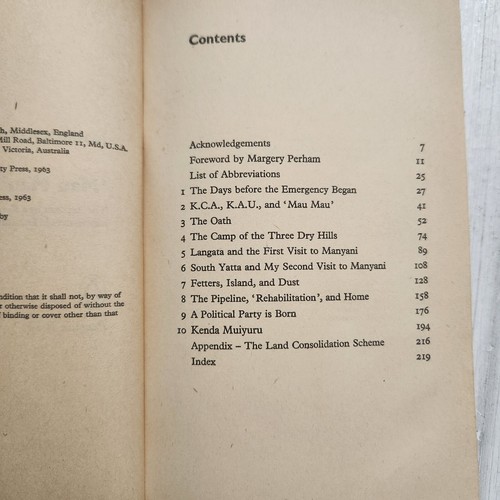 h, Middlesex, England
Mill Road, Baltimore 11, Md, U.S.A.
Victoria, Australia
ty Press, 1963
ess, 1963
by
ndition that it shall not, by way of
otherwise disposed of without the
binding or cover other than that
Contents
Acknowledgements 7
Foreword by Margery Perham 11
List of Abbreviations 25
1 The Days before the Emergency Began 27
2 K.C.A., K.A.U., and 'Mau Mau' 41
3 The Oath 52
4 The Camp of the Three Dry Hills 74
5 Langata and the First Visit to Manyani 89
6 South Yatta and My Second Visit to Manyani 108
7 Fetters, Island, and Dust 128
8 The Pipeline, 'Rehabilitation', and Home 158
9 A Political Party is Born 176
10 Kenda Muiyuru 194
Appendix – The Land Consolidation Scheme 216
Index 219